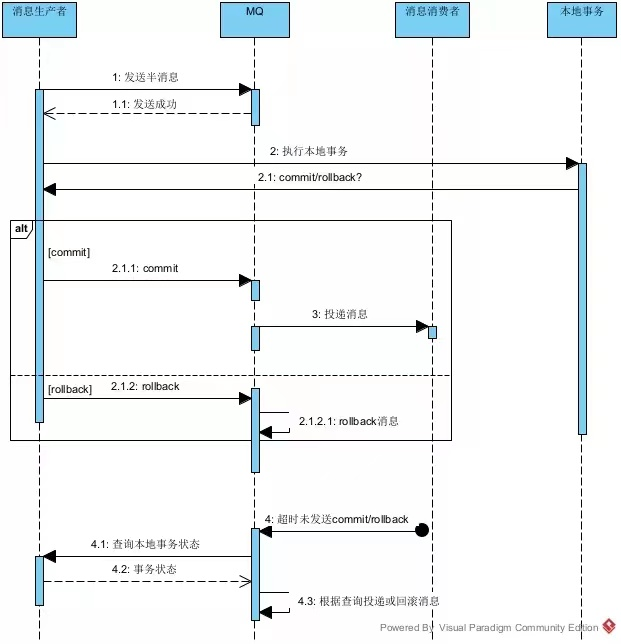 消息生产者
MQ
消息消费者
本地事务
1: 发送半消息
1.1: 发送成功
2: 执行本地事务
2.1: commit/rollback?
alt
[commit]
2.1.1: commit
3: 投递消息
[rollback]
2.1.2: rollback
2.1.2.1: rollback消息
4: 超时未发送commit/rollback
4.1: 查询本地事务状态
4.2: 事务状态
4.3: 根据查询投递或回滚消息
Powered By Visual Paradigm Community Edition